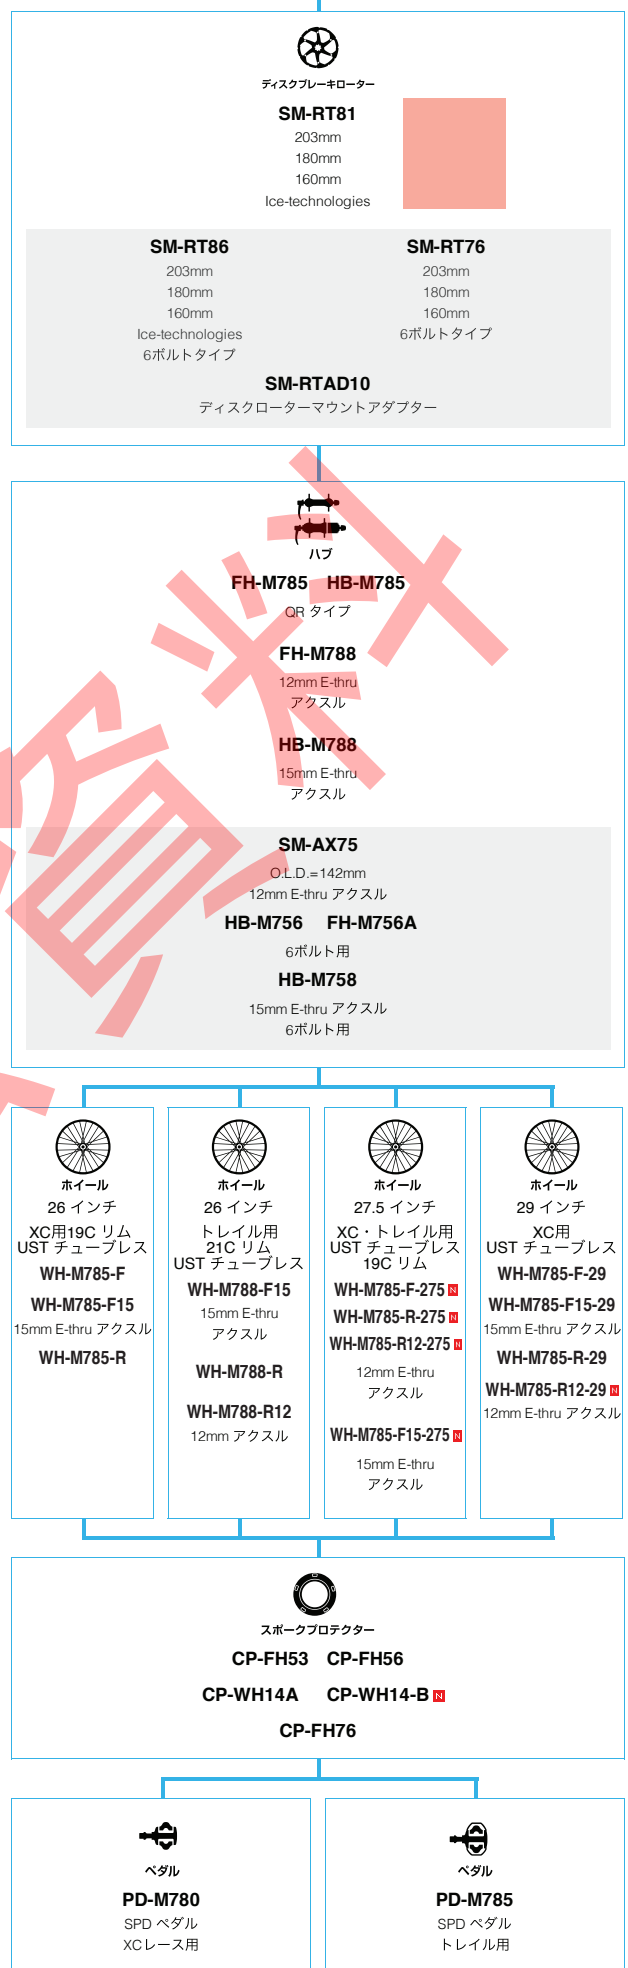 ディスクブレーキローター
SM-RT81
203mm
180mm
160mm
Ice-technologies
SM-RT86
203mm
180mm
160mm
Ice-technologies
6ボルトタイプ
SM-RT76
203mm
180mm
160mm
6ボルトタイプ
SM-RTAD10
ディスクローターマウントアダプター
ハブ
FH-M785 HB-M785
QR タイプ
FH-M788
12mm E-thru
アクスル
HB-M788
15mm E-thru
アクスル
SM-AX75
O.L.D.=142mm
12mm E-thru アクスル
HB-M756 FH-M756A
6ボルト用
HB-M758
15mm E-thru アクスル
6ボルト用
ホイール
26 インチ
XC用19C リム
UST チューブレス
WH-M785-F
WH-M785-F15
15mm E-thru アクスル
WH-M785-R
ホイール
26 インチ
トレイル用
21C リム
UST チューブレス
WH-M788-F15
15mm E-thru
アクスル
WH-M788-R
WH-M788-R12
12mm アクスル
ホイール
27.5 インチ
XC・トレイル用
UST チューブレス
19C リム
WH-M785-F-275 N
WH-M785-R-275 N
WH-M785-R12-275 N
12mm E-thru
アクスル
WH-M785-F15-275 N
15mm E-thru
アクスル
ホイール
29 インチ
XC用
UST チューブレス
WH-M785-F-29
WH-M785-F15-29
15mm E-thru アクスル
WH-M785-R-29
WH-M785-R12-29 N
12mm E-thru アクスル
スポークプロテクター
CP-FH53 CP-FH56
CP-WH14A CP-WH14-B N
CP-FH76
ペダル
PD-M780
SPD ペダル
XCレース用
ペダル
PD-M785
SPD ペダル
トレイル用
資料